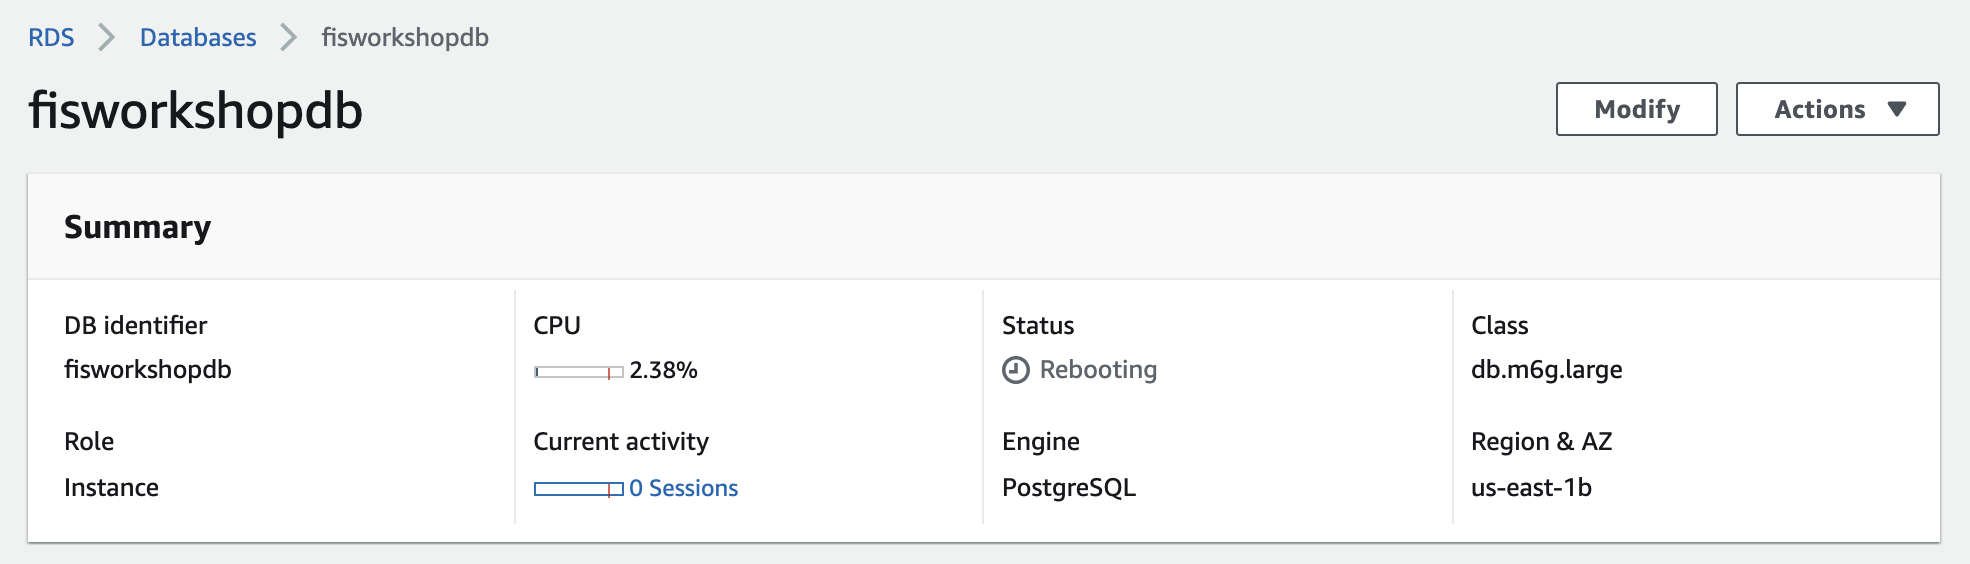 RDS > Databases > fisworkshopdb
fisworkshopdb
Modify
Actions
Summary
DB identifier
fisworkshopdb
CPU
2.38%
Status
Rebooting
Class
db.m6g.large
Role
Instance
Current activity
0 Sessions
Engine
PostgreSQL
Region & AZ
us-east-1b